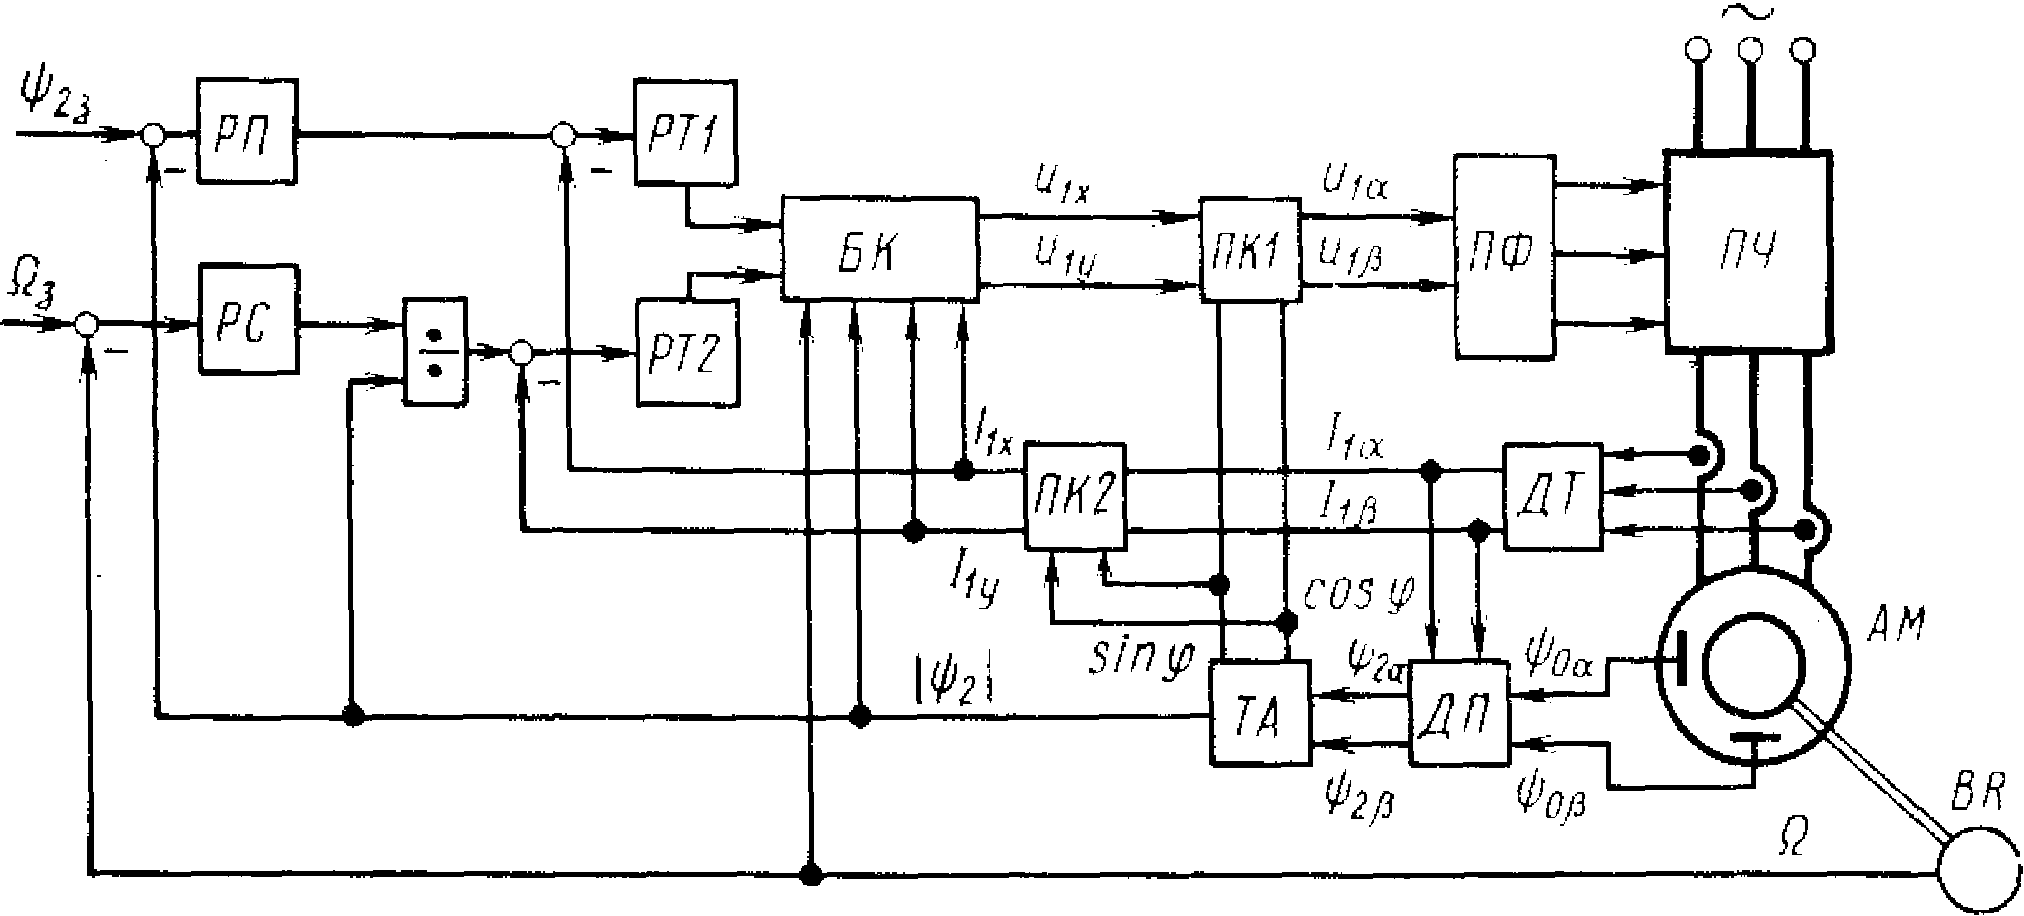 ~
ψ₂з
РП
РТ1
u₁x
u₁α
Ωз
РС
БК
u₁y
ПК1
u₁β
ПФ
ПЧ
÷
РТ2
I₁x
I₁α
ПК2
I₁β
ДТ
I₁y
cos φ
sin φ
АМ
|ψ₂|
ψ₂α
ψ₀α
ТА
ДП
ψ₂β
ψ₀β
BR
Ω